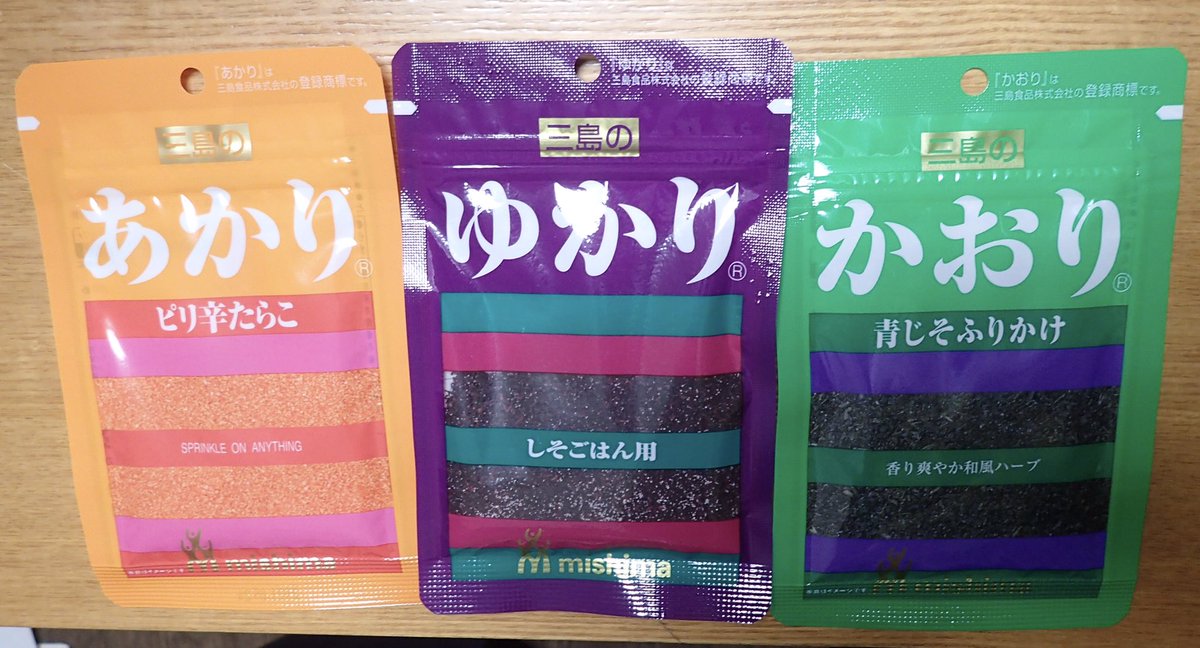 『あかり』は
三島食品株式会社の登録商標です。
三島の
あかり®
ピリ辛たらこ
SPRINKLE ON ANYTHING
mishima
『ゆかり』は
三島食品株式会社の登録商標です。
三島の
ゆかり®
しそごはん用
mishima
『かおり』は
三島食品株式会社の登録商標です。
三島の
かおり®
青じそふりかけ
香り爽やか和風ハーブ
mishima